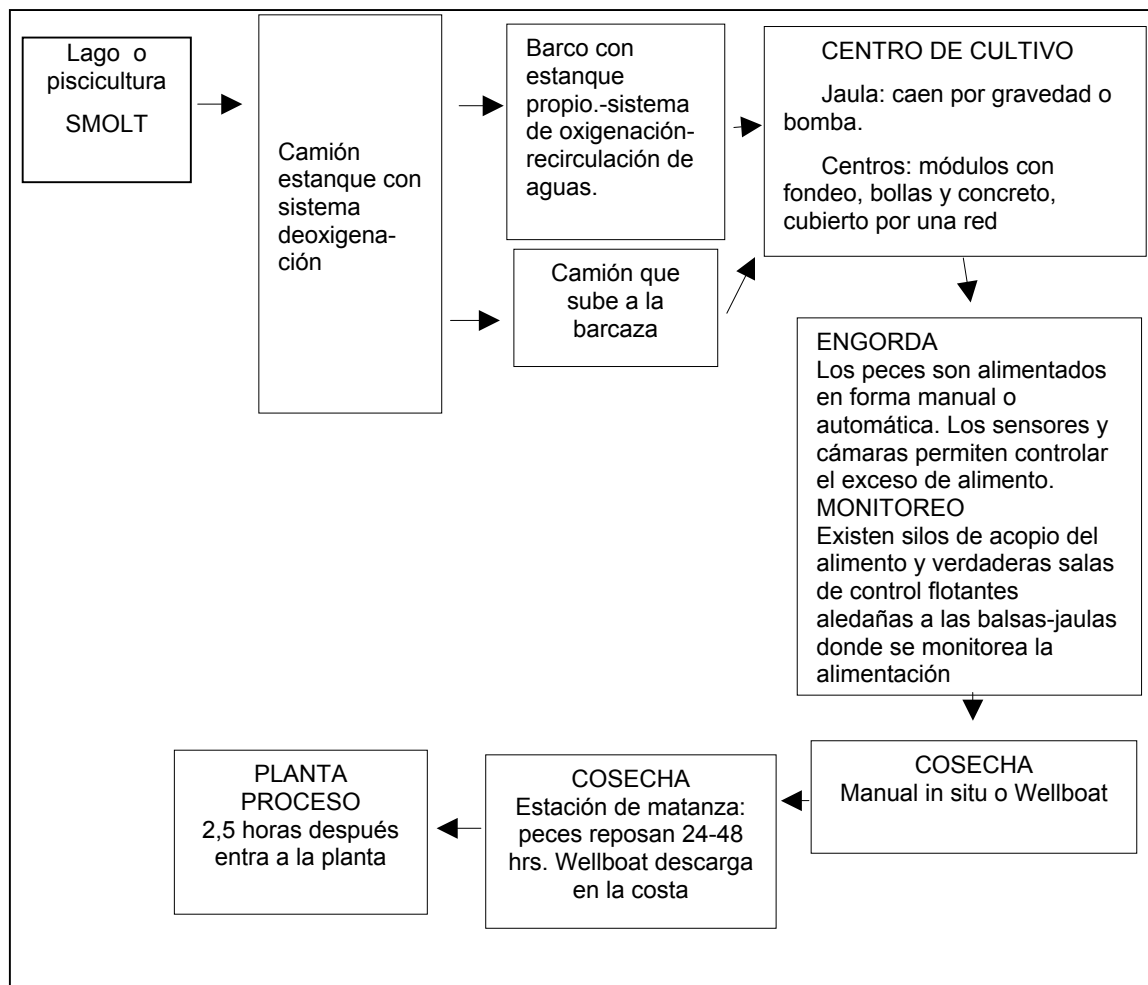 Lago o
piscicultura
SMOLT
Camión
estanque con
sistema
deoxigena-
ción
Barco con
estanque
propio.-sistema
de oxigenación-
recirculación de
aguas.
Camión que
sube a la
barcaza
CENTRO DE CULTIVO
Jaula: caen por gravedad o
bomba.
Centros: módulos con
fondeo, bollas y concreto,
cubierto por una red
ENGORDA
Los peces son alimentados
en forma manual o
automática. Los sensores y
cámaras permiten controlar
el exceso de alimento.
MONITOREO
Existen silos de acopio del
alimento y verdaderas salas
de control flotantes
aledañas a las balsas-jaulas
donde se monitorea la
alimentación
COSECHA
Manual in situ o Wellboat
COSECHA
Estación de matanza:
peces reposan 24-48
hrs. Wellboat descarga
en la costa
PLANTA
PROCESO
2,5 horas después
entra a la planta